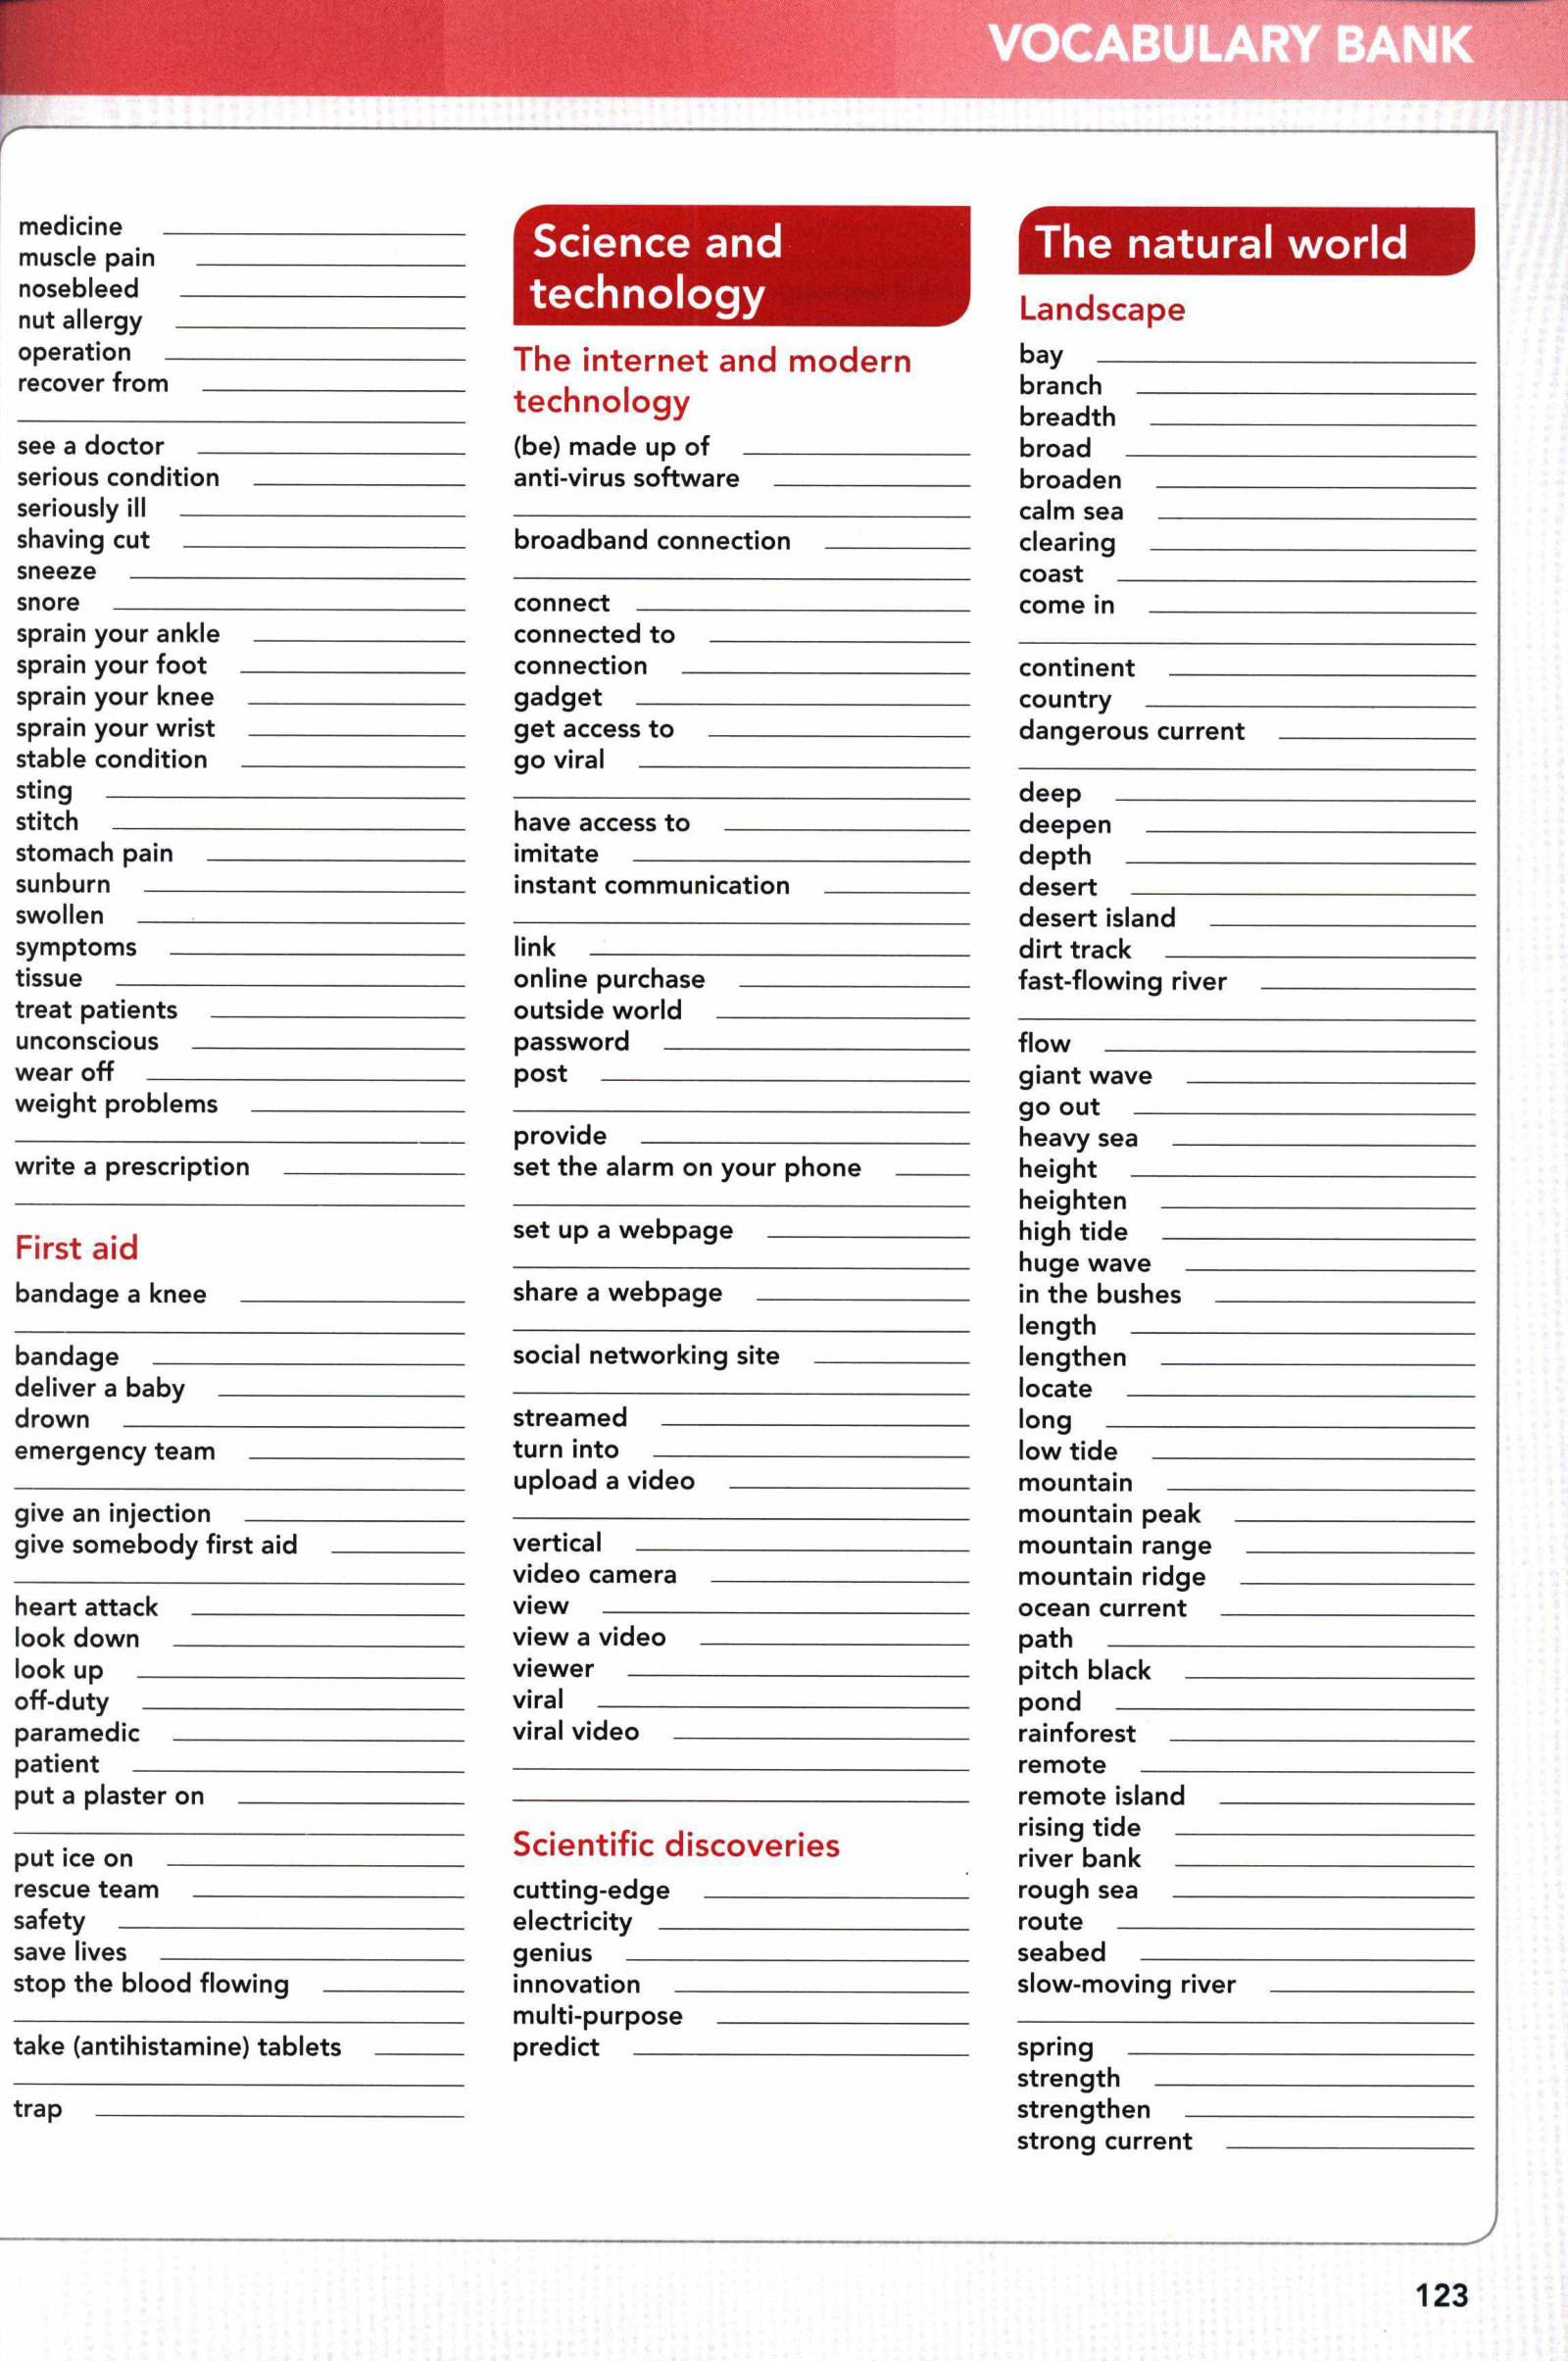 VOCABULARY BANK
medicine
muscle pain
nosebleed
nut allergy
operation
recover from
see a doctor
serious condition
seriously ill
shaving cut
sneeze
snore
sprain your ankle
sprain your foot
sprain your knee
sprain your wrist
stable condition
sting
stitch
stomach pain
sunburn
swollen
symptoms
tissue
treat patients
unconscious
wear off
weight problems
write a prescription
First aid
bandage a knee
bandage
deliver a baby
drown
emergency team
give an injection
give somebody first aid
heart attack
look down
look up
off-duty
paramedic
patient
put a plaster on
put ice on
rescue team
safety
save lives
stop the blood flowing
take (antihistamine) tablets
trap
Science and
technology
The internet and modern
technology
(be) made up of
anti-virus software
broadband connection
connect
connected to
connection
gadget
get access to
go viral
have access to
imitate
instant communication
link
online purchase
outside world
password
post
provide
set the alarm on your phone
set up a webpage
share a webpage
social networking site
streamed
turn into
upload a video
vertical
video camera
view
view a video
viewer
viral
viral video
Scientific discoveries
cutting-edge
electricity
genius
innovation
multi-purpose
predict
The natural world
Landscape
bay
branch
breadth
broad
broaden
calm sea
clearing
coast
come in
continent
country
dangerous current
deep
deepen
depth
desert
desert island
dirt track
fast-flowing river
flow
giant wave
go out
heavy sea
height
heighten
high tide
huge wave
in the bushes
length
lengthen
locate
long
low tide
mountain
mountain peak
mountain range
mountain ridge
ocean current
path
pitch black
pond
rainforest
remote
remote island
rising tide
river bank
rough sea
route
seabed
slow-moving river
spring
strength
strengthen
strong current
123